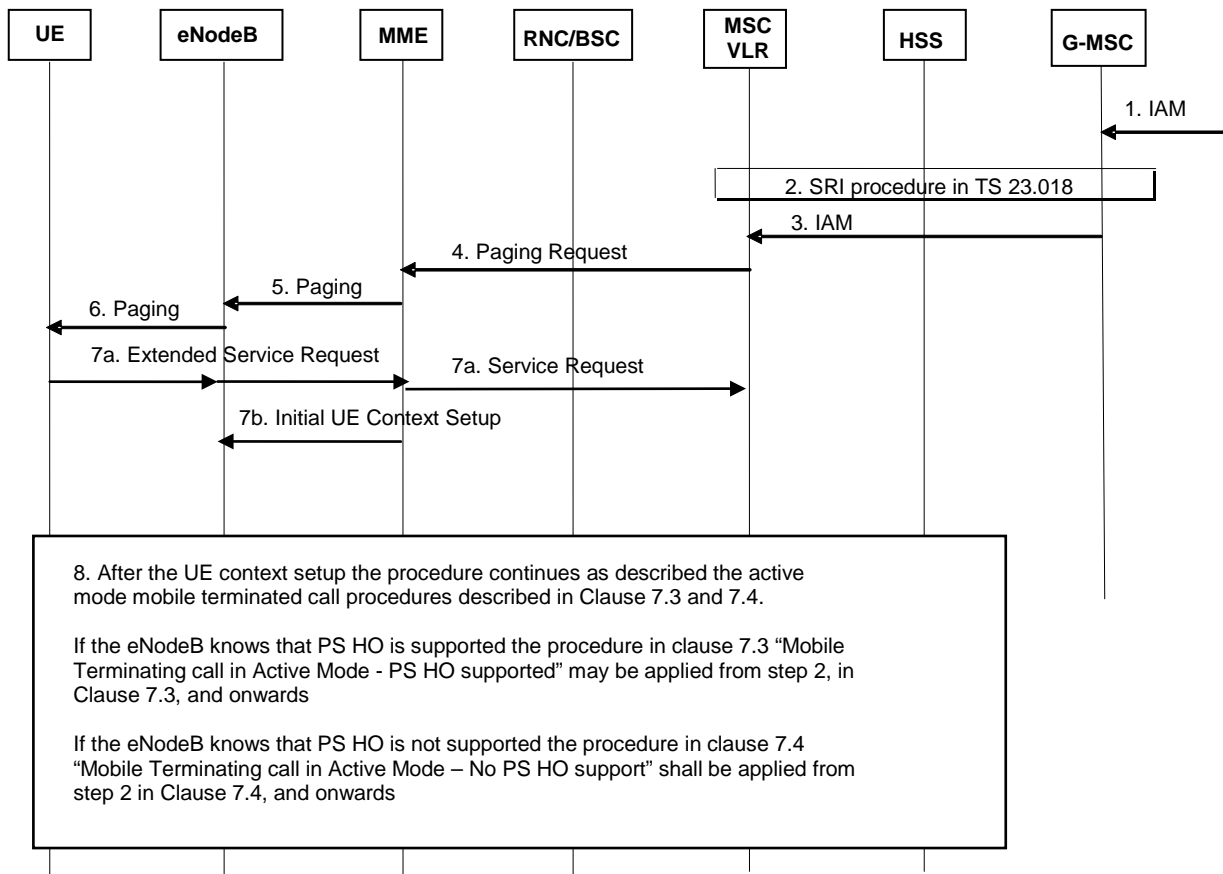 UE
eNodeB
MME
RNC/BSC
MSC
VLR
HSS
G-MSC
1. IAM
2. SRI procedure in TS 23.018
3. IAM
4. Paging Request
5. Paging
6. Paging
7a. Extended Service Request
7a. Service Request
7b. Initial UE Context Setup
8. After the UE context setup the procedure continues as described the active
mode mobile terminated call procedures described in Clause 7.3 and 7.4.
If the eNodeB knows that PS HO is supported the procedure in clause 7.3 “Mobile
Terminating call in Active Mode - PS HO supported” may be applied from step 2, in
Clause 7.3, and onwards
If the eNodeB knows that PS HO is not supported the procedure in clause 7.4
“Mobile Terminating call in Active Mode – No PS HO support” shall be applied from
step 2 in Clause 7.4, and onwards